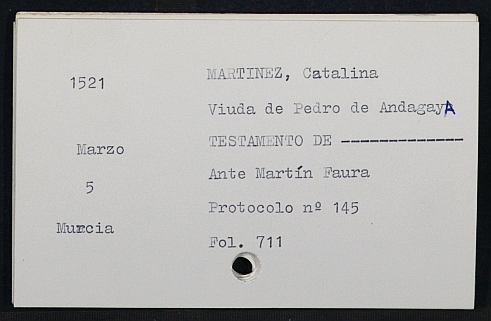 1521
MARTINEZ, Catalina
Viuda de Pedro de AndagayA
Marzo
TESTAMENTO DE -------------
5
Ante Martín Faura
Protocolo nº 145
Murcia
Fol. 711